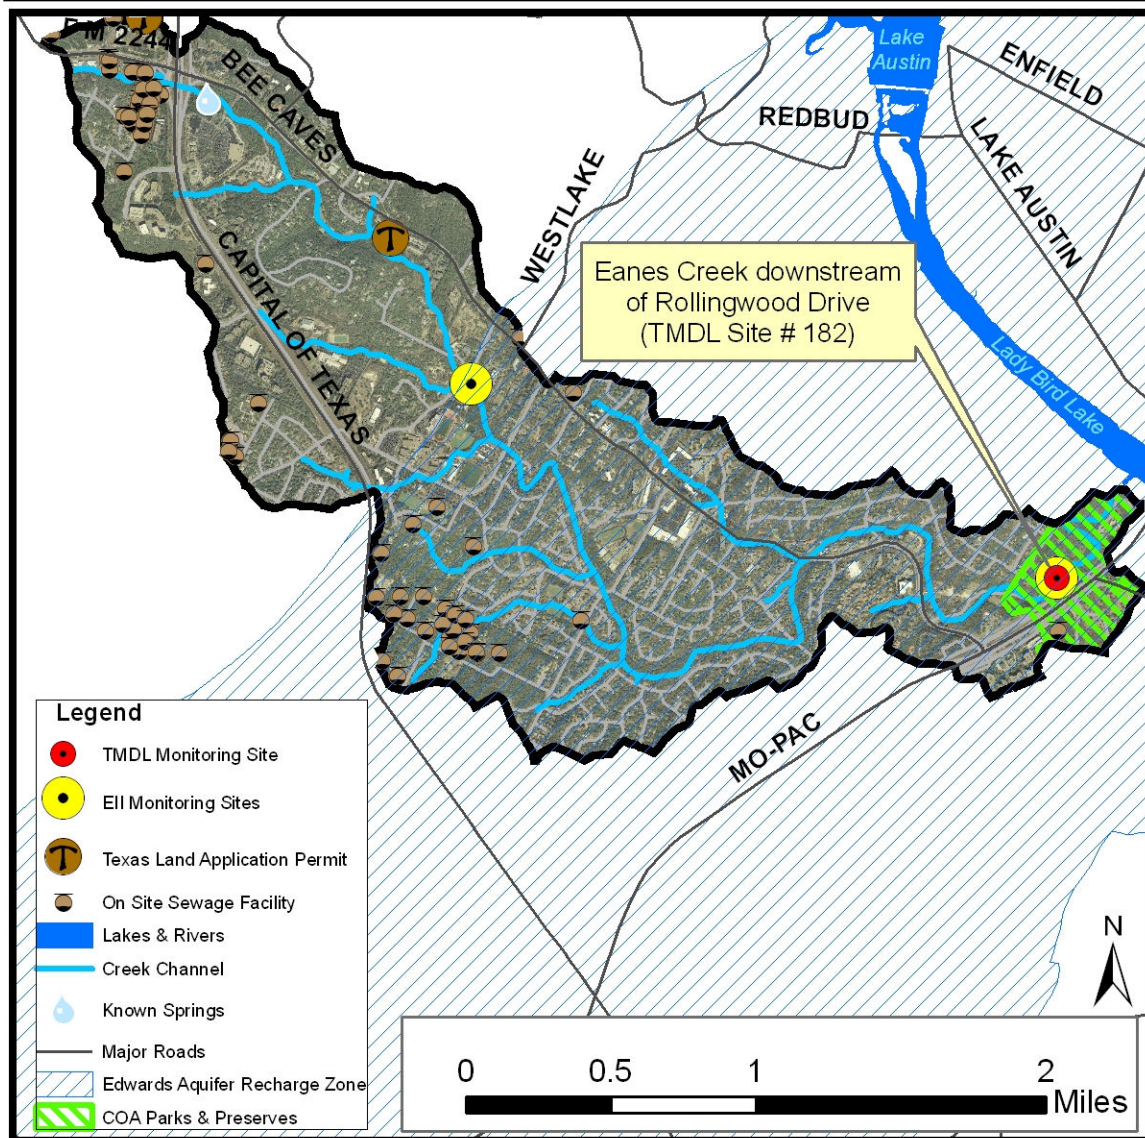 FM 2244
BEE CAVES
Lake
Austin
ENFIELD
REDBUD
LAKE AUSTIN
WESTLAKE
CAPITAL OF TEXAS
Eanes Creek downstream
of Rollingwood Drive
(TMDL Site # 182)
Lady Bird Lake
MO-PAC
Legend
TMDL Monitoring Site
EII Monitoring Sites
Texas Land Application Permit
On Site Sewage Facility
Lakes & Rivers
Creek Channel
Known Springs
Major Roads
Edwards Aquifer Recharge Zone
COA Parks & Preserves
N
0 0.5 1 2
Miles